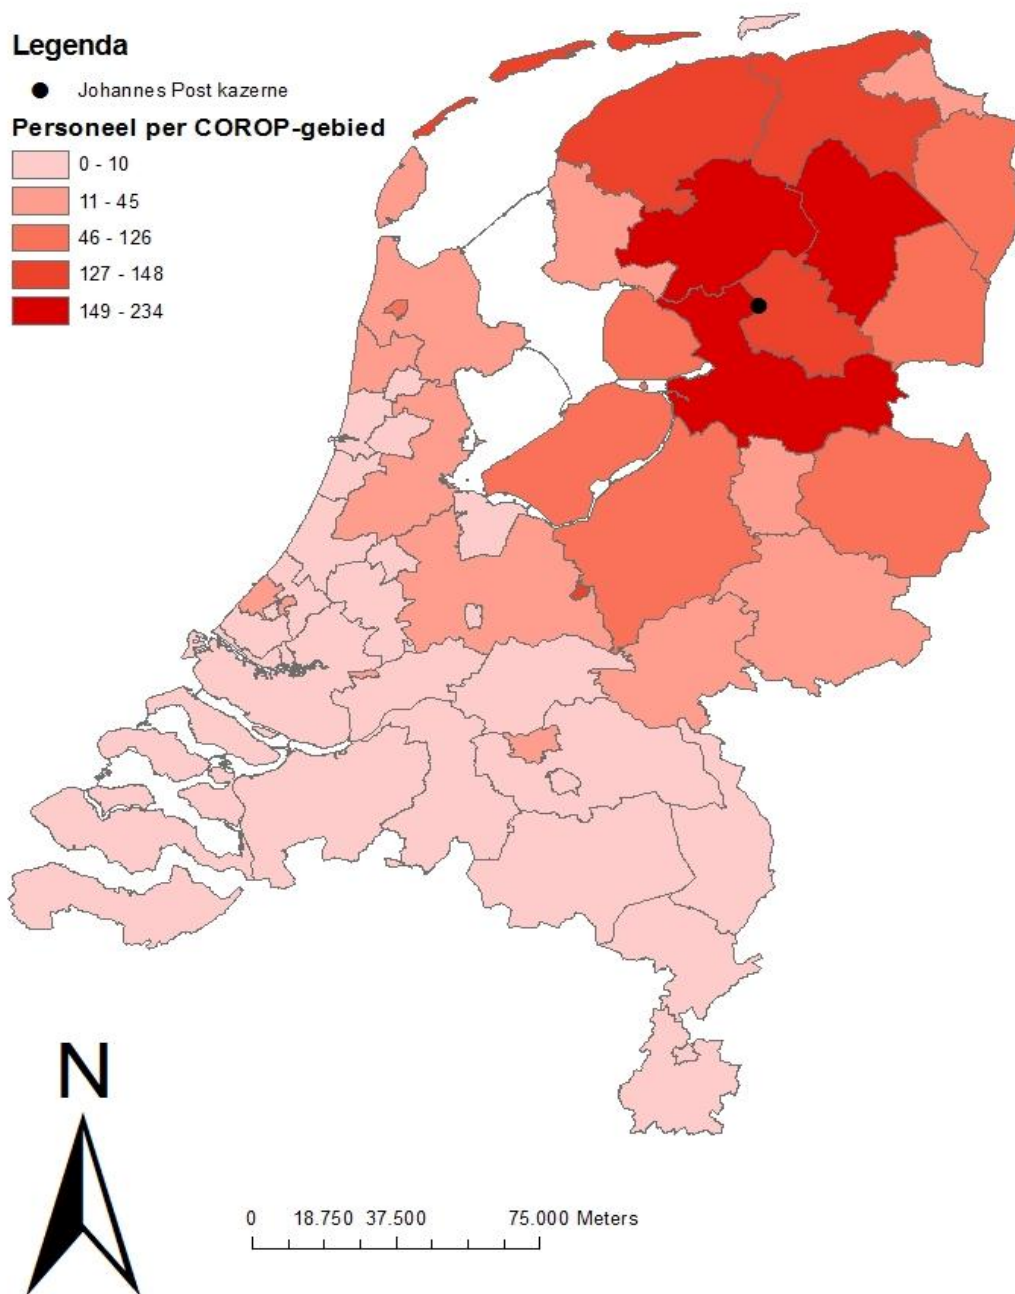 Legenda
Johannes Post kazerne
Personeel per COROP-gebied
0 - 10
11 - 45
46 - 126
127 - 148
149 - 234
N
0 18.750 37.500 75.000 Meters